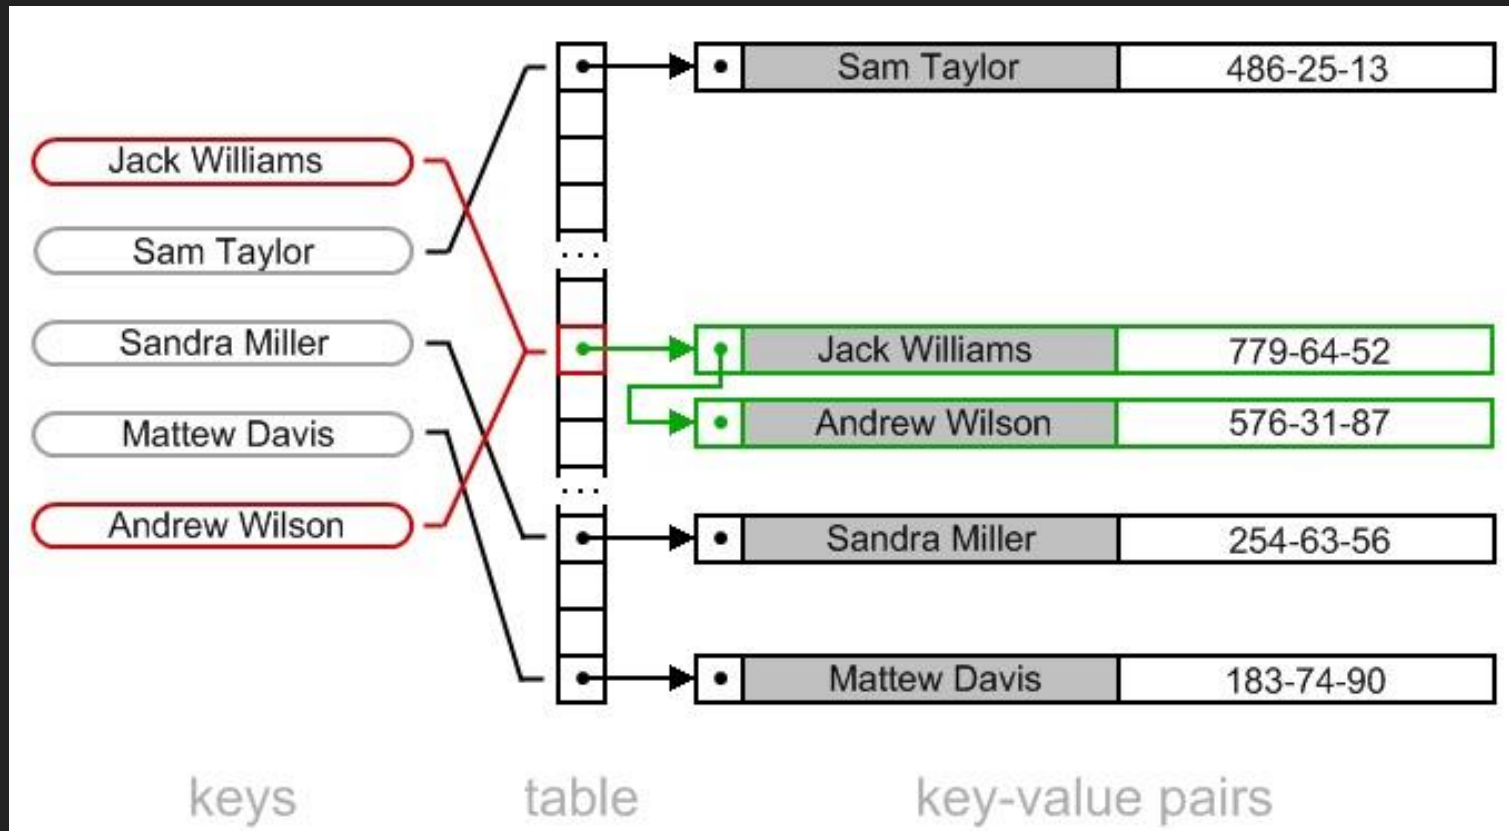 Sam Taylor 486-25-13
Jack Williams
Sam Taylor
...
Sandra Miller
Jack Williams 779-64-52
Mattew Davis
Andrew Wilson 576-31-87
...
Andrew Wilson
Sandra Miller 254-63-56
Mattew Davis 183-74-90
keys table key-value pairs